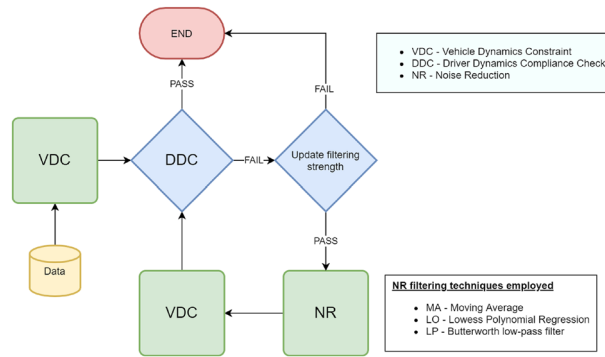 END
VDC - Vehicle Dynamics Constraint
DDC - Driver Dynamics Compliance Check
NR - Noise Reduction
PASS
FAIL
VDC
DDC
FAIL
Update filtering
strength
PASS
Data
VDC
NR
NR filtering techniques employed
MA - Moving Average
LO - Lowess Polynomial Regression
LP - Butterworth low-pass filter